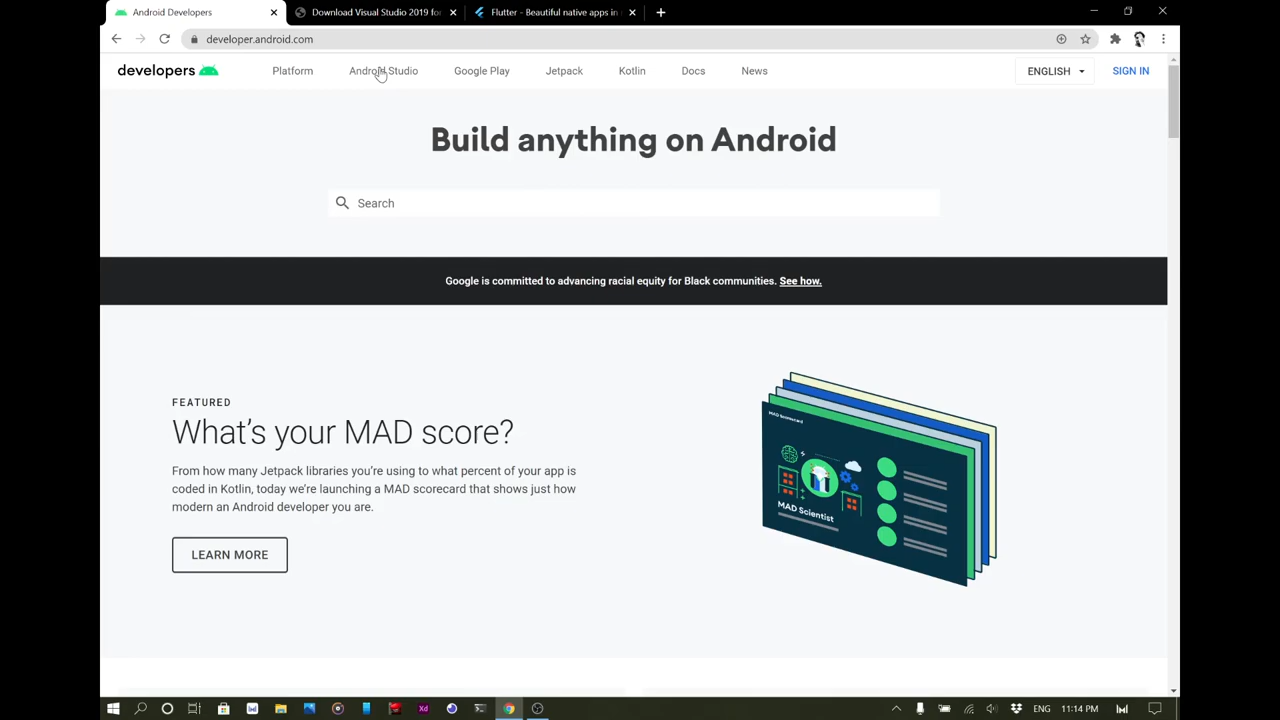 Android Developers
Download Visual Studio 2019 for
Flutter - Beautiful native apps in
developer.android.com
developers
Platform
Android Studio
Google Play
Jetpack
Kotlin
Docs
News
ENGLISH
SIGN IN
Build anything on Android
Search
Google is committed to advancing racial equity for Black communities. See how.
FEATURED
What's your MAD score?
From how many Jetpack libraries you're using to what percent of your app is
coded in Kotlin, today we're launching a MAD scorecard that shows just how
modern an Android developer you are.
LEARN MORE
MAD Scorecard
MAD Scientist
Xd
ENG
11:14 PM